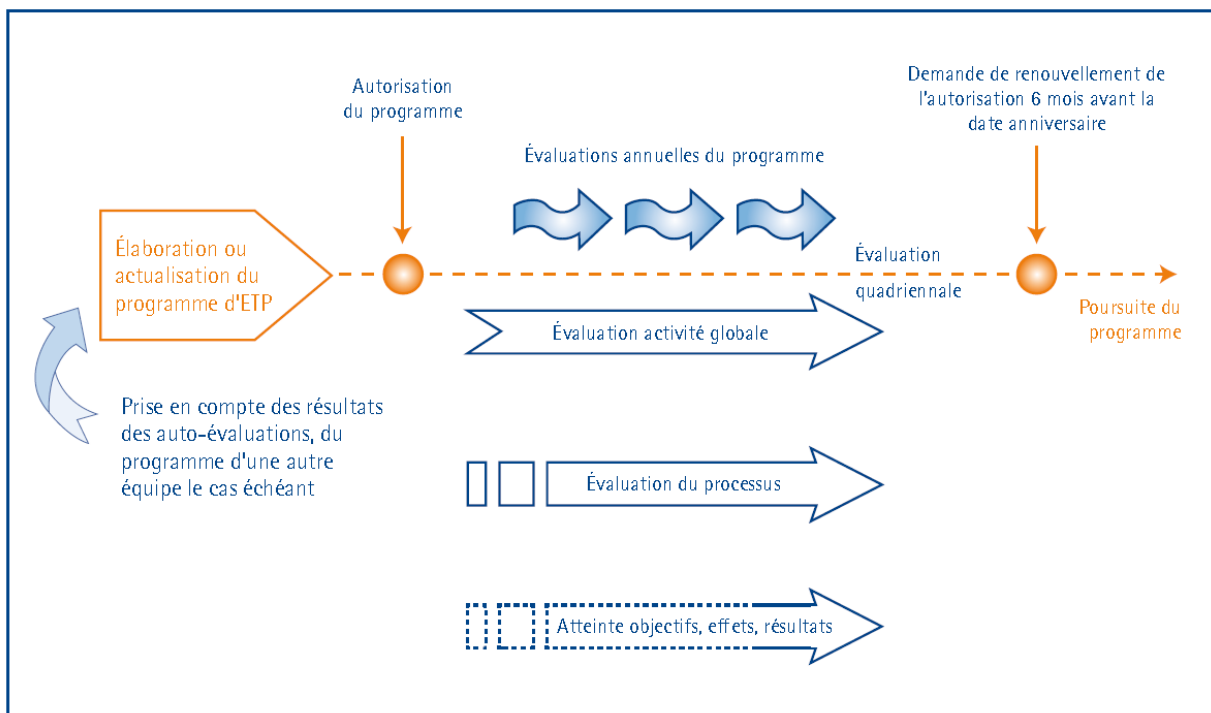 Autorisation
du programme
Demande de renouvellement de
l'autorisation 6 mois avant la
date anniversaire
Évaluations annuelles du programme
Élaboration ou
actualisation du
programme d'ETP
Évaluation
quadriennale
Poursuite du
programme
Évaluation activité globale
Prise en compte des résultats
des auto-évaluations, du
programme d'une autre
équipe le cas échéant
Évaluation du processus
Atteinte objectifs, effets, résultats